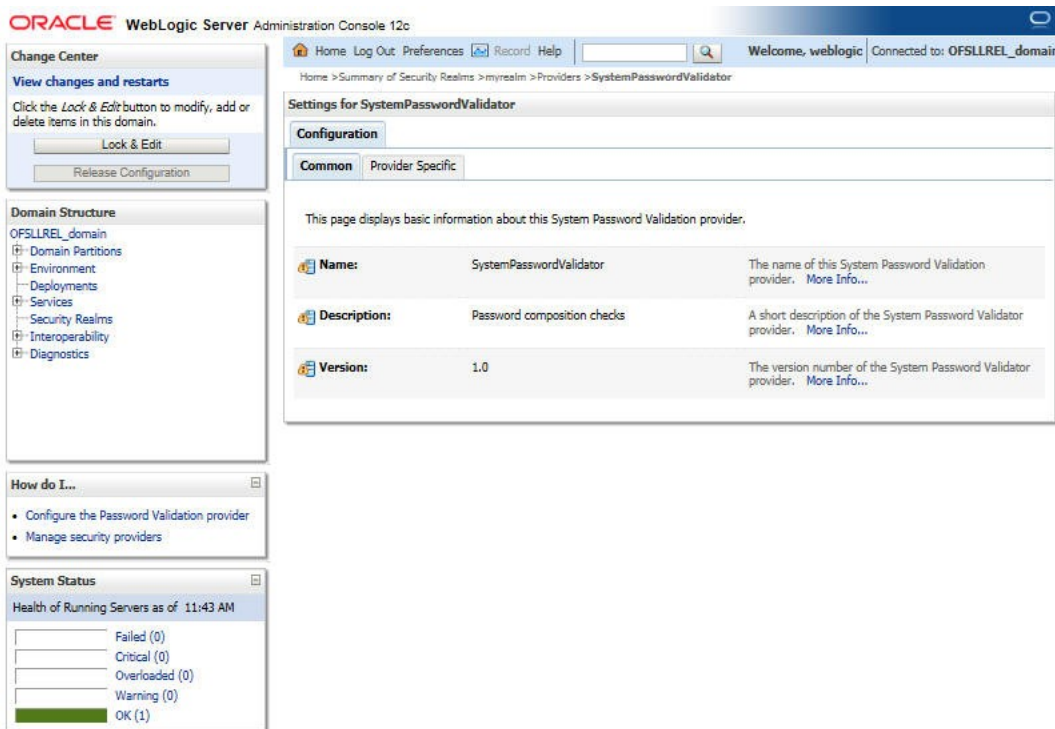 ORACLE WebLogic Server Administration Console 12c
Change Center
View changes and restarts
Click the Lock & Edit button to modify, add or
delete items in this domain.
Lock & Edit
Release Configuration
Domain Structure
OFSLLREL_domain
Domain Partitions
Environment
Deployments
Services
Security Realms
Interoperability
Diagnostics
How do I...
Configure the Password Validation provider
Manage security providers
System Status
Health of Running Servers as of 11:43 AM
Failed (0)
Critical (0)
Overloaded (0)
Warning (0)
OK (1)
Home Log Out Preferences Record Help
Welcome, weblogic Connected to: OFSLLREL_domain
Home >Summary of Security Realms >myrealm >Providers >SystemPasswordValidator
Settings for SystemPasswordValidator
Configuration
Common Provider Specific
This page displays basic information about this System Password Validation provider.
Name: SystemPasswordValidator The name of this System Password Validation
provider. More Info...
Description: Password composition checks A short description of the System Password Validator
provider. More Info...
Version: 1.0 The version number of the System Password Validator
provider. More Info...